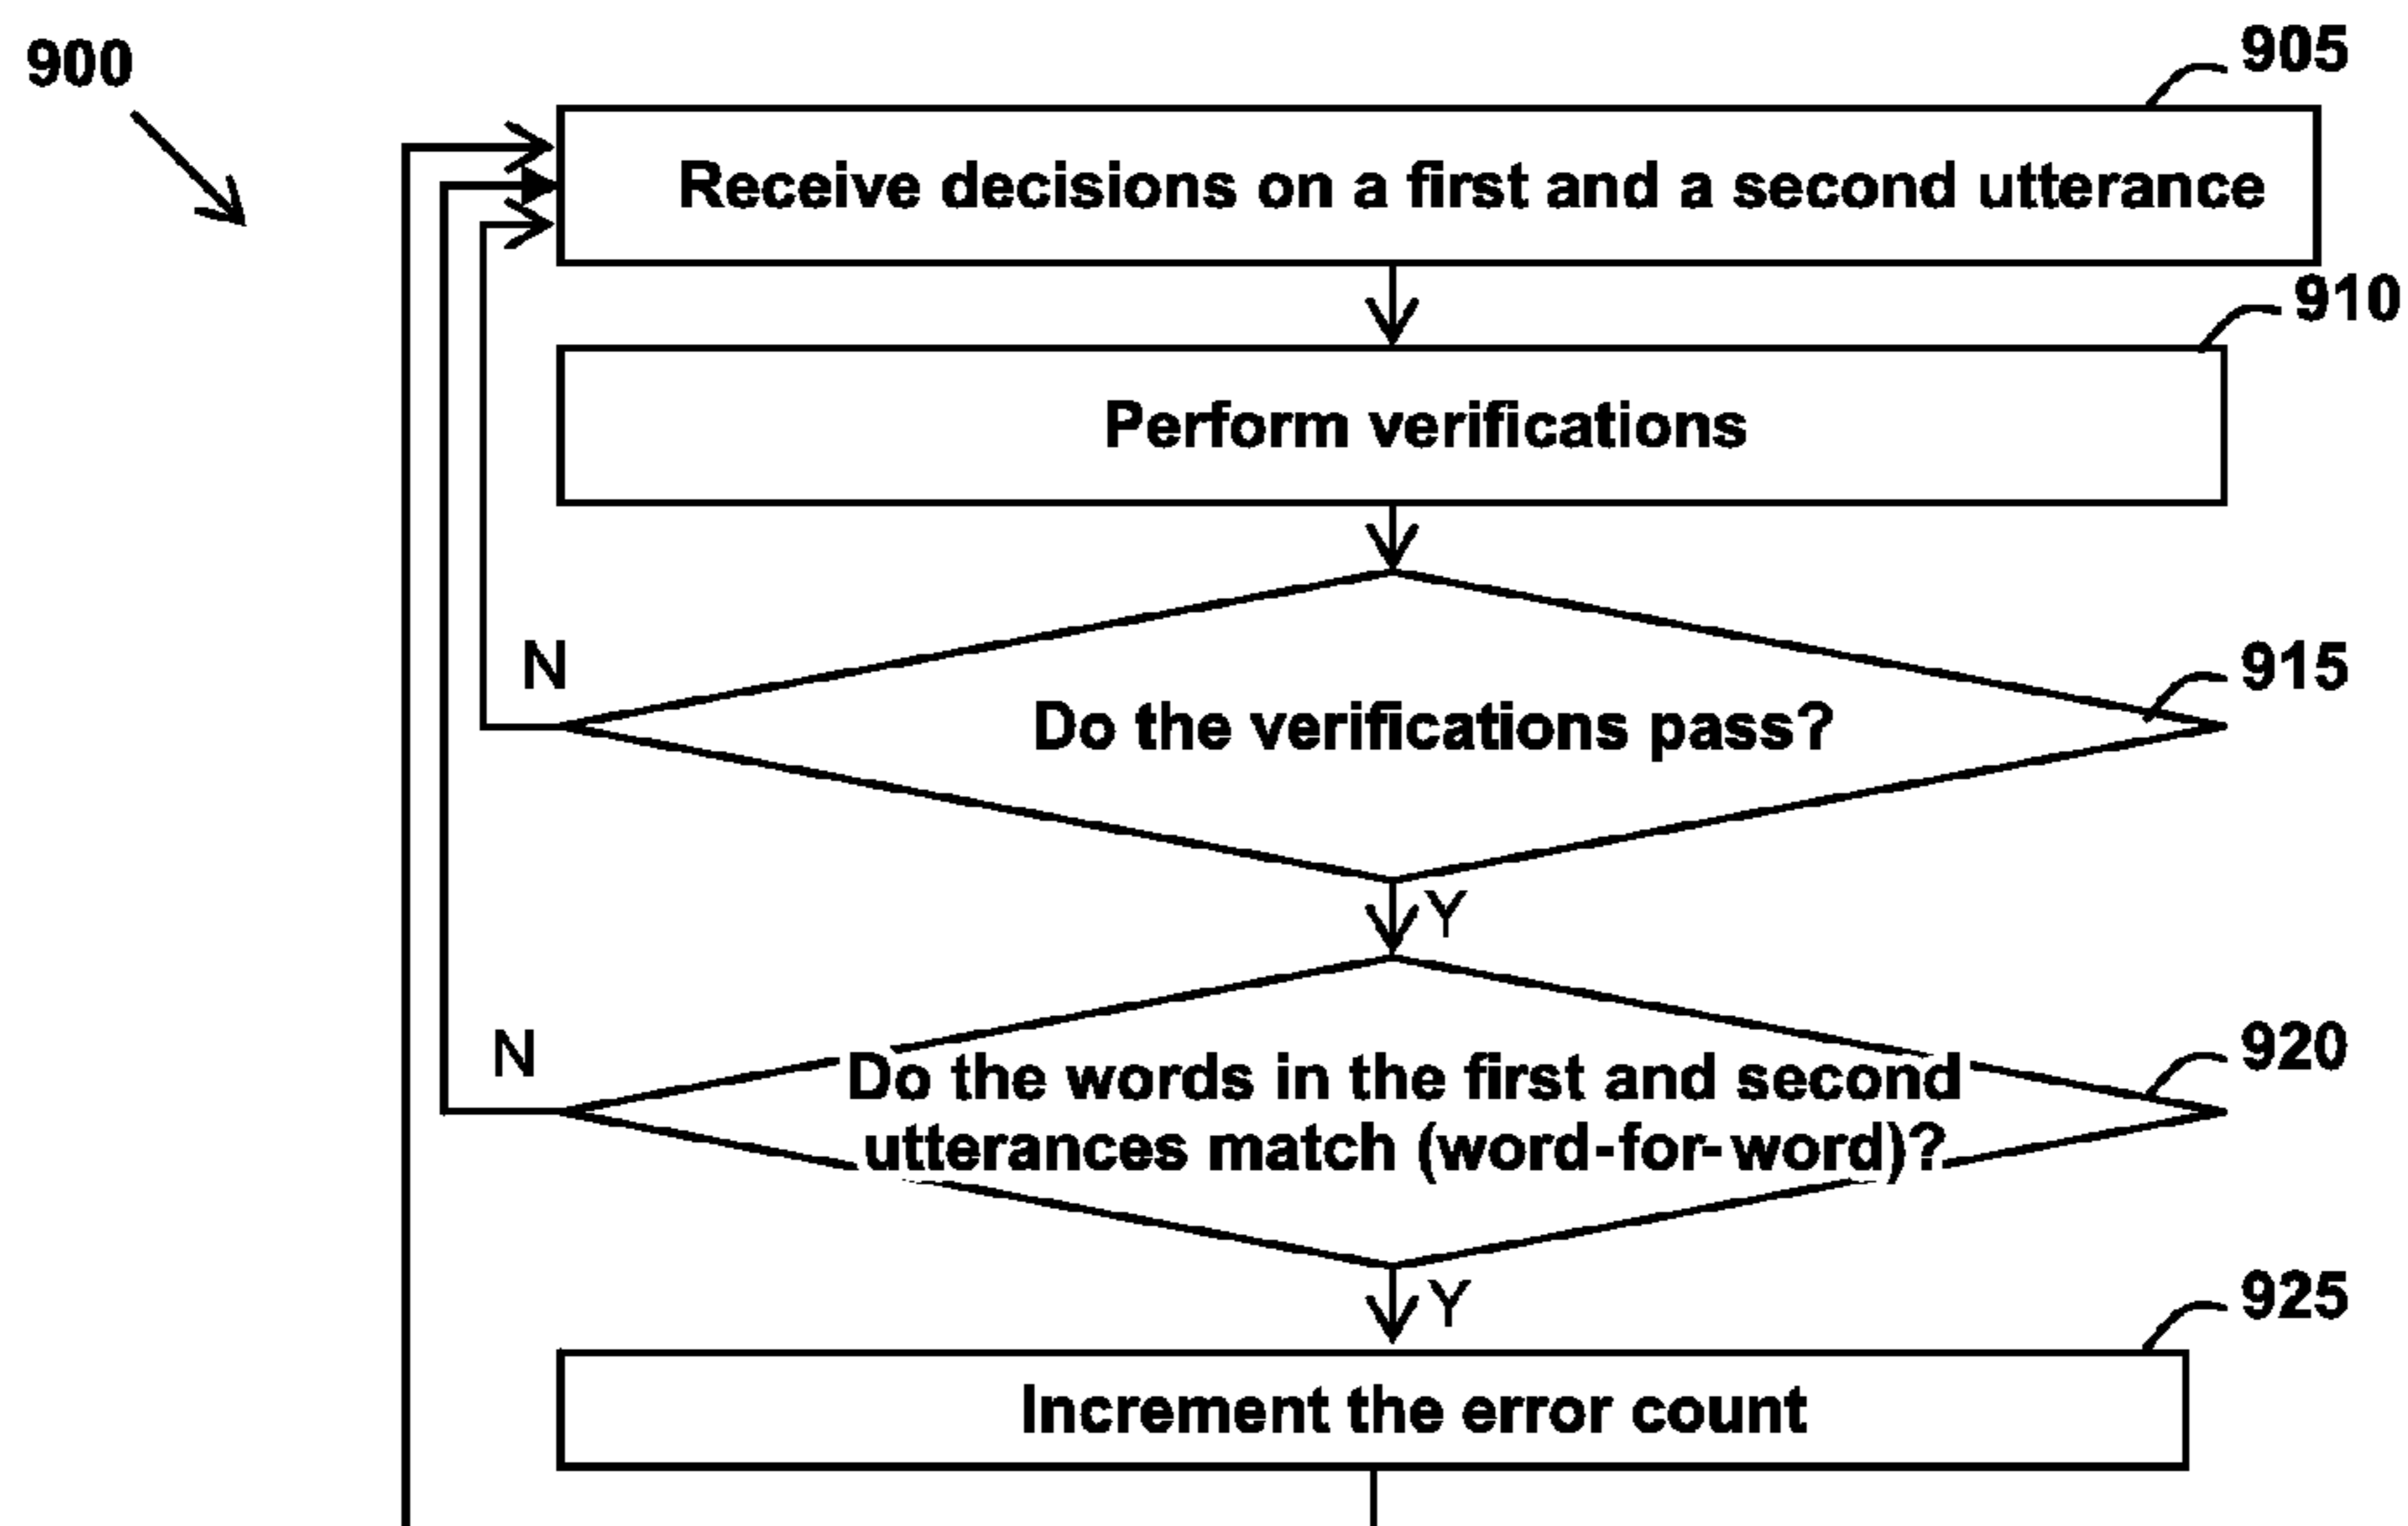 900
905
Receive decisions on a first and a second utterance
910
Perform verifications
N
915
Do the verifications pass?
Y
N
920
Do the words in the first and second
utterances match (word-for-word)?
Y
925
Increment the error count